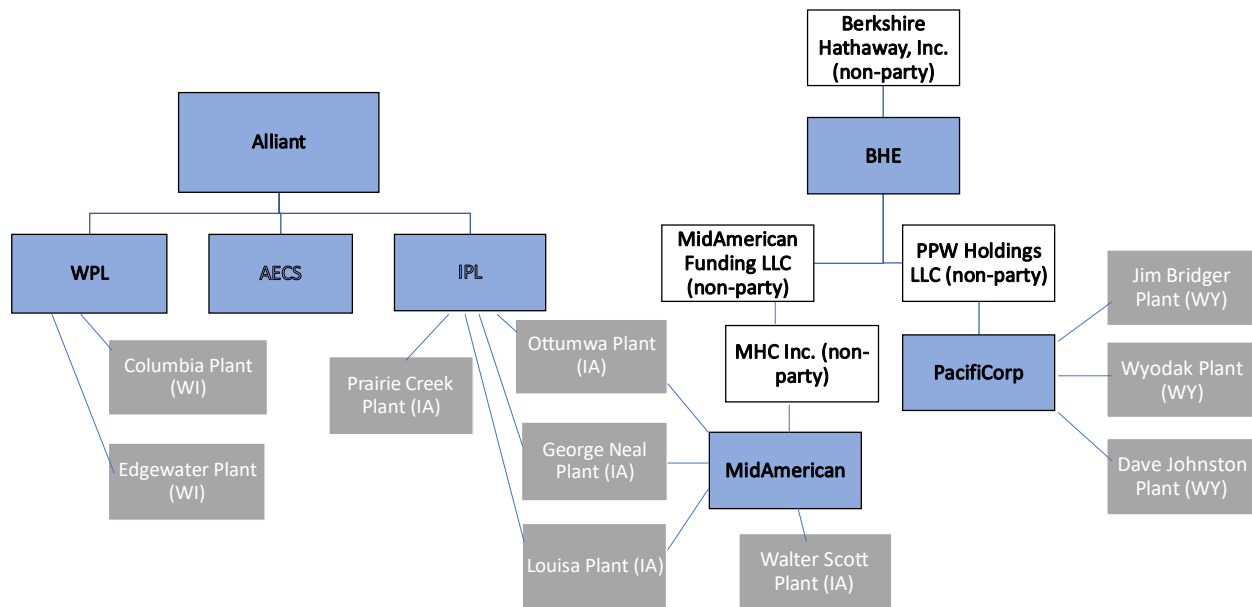 Berkshire
Hathaway, Inc.
(non-party)
Alliant
BHE
MidAmerican
Funding LLC
(non-party)
PPW Holdings
LLC (non-party)
WPL
AECS
IPL
Jim Bridger
Plant (WY)
Ottumwa Plant
(IA)
MHC Inc. (non-
party)
Columbia Plant
(WI)
Prairie Creek
Plant (IA)
PacifiCorp
Wyodak Plant
(WY)
Edgewater Plant
(WI)
George Neal
Plant (IA)
MidAmerican
Dave Johnston
Plant (WY)
Louisa Plant (IA)
Walter Scott
Plant (IA)